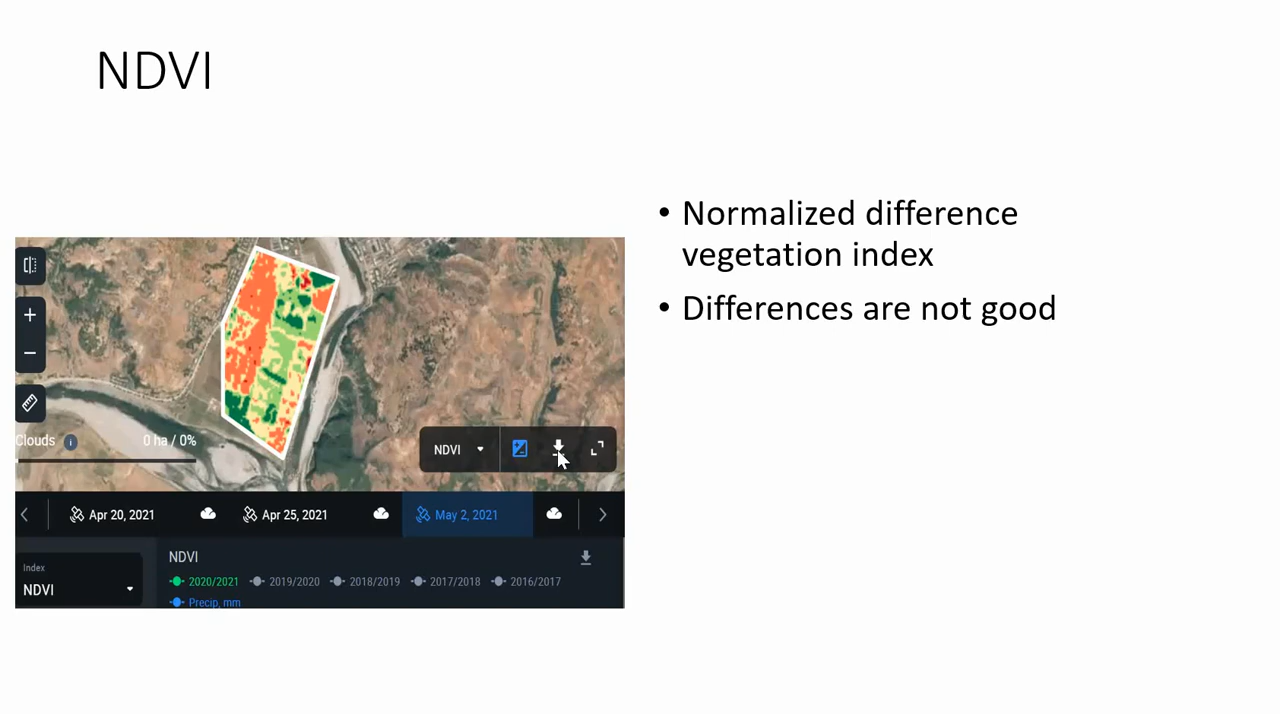 NDVI
• Normalized difference
vegetation index
• Differences are not good
+
−
Clouds i 0 ha / 0%
NDVI
Apr 20, 2021 Apr 25, 2021 May 2, 2021
Index
NDVI
NDVI
2020/2021 2019/2020 2018/2019 2017/2018 2016/2017
Precip, mm